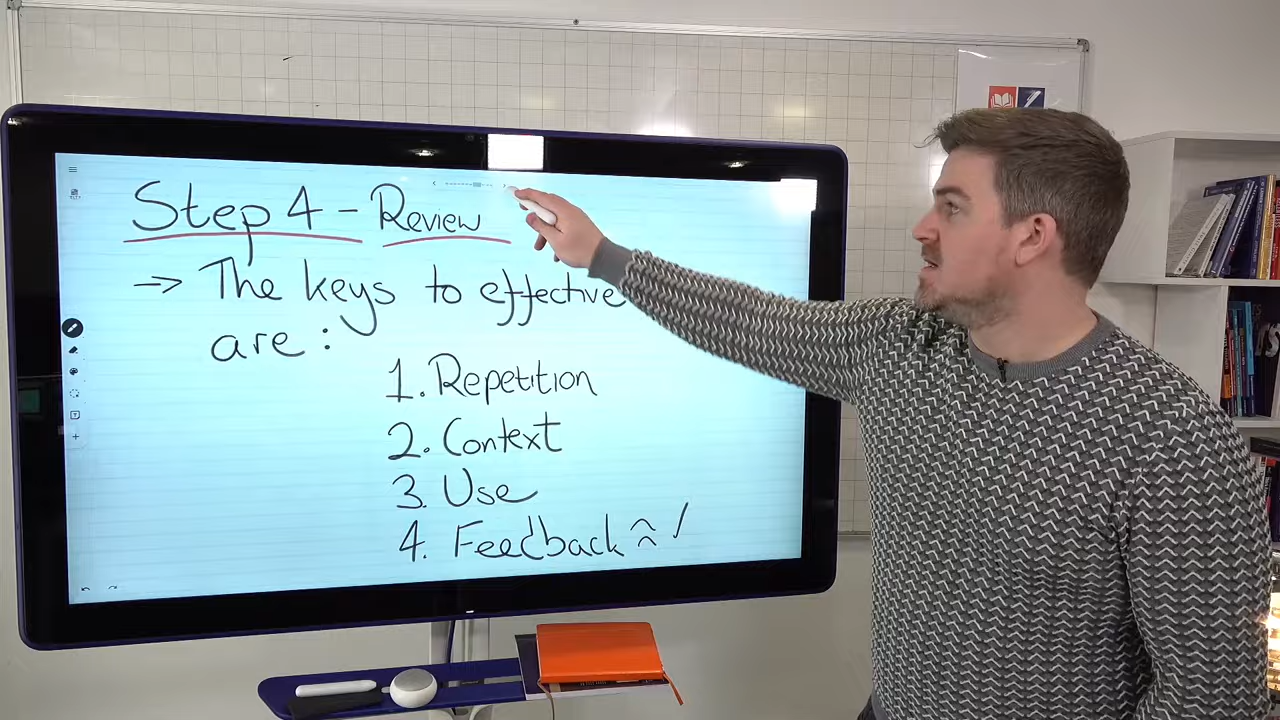 Step 4 - Review
→ The keys to effective
are:
1. Repetition
2. Context
3. Use
4. Feedback